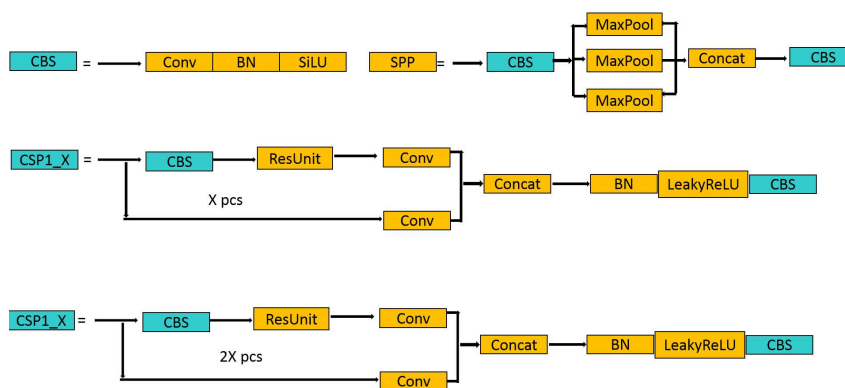 CBS = Conv BN SiLU SPP = CBS MaxPool MaxPool MaxPool Concat CBS
CSP1_X = CBS ResUnit Conv
X pcs
Conv
Concat BN LeakyReLU CBS
CSP1_X = CBS ResUnit Conv
2X pcs
Conv
Concat BN LeakyReLU CBS